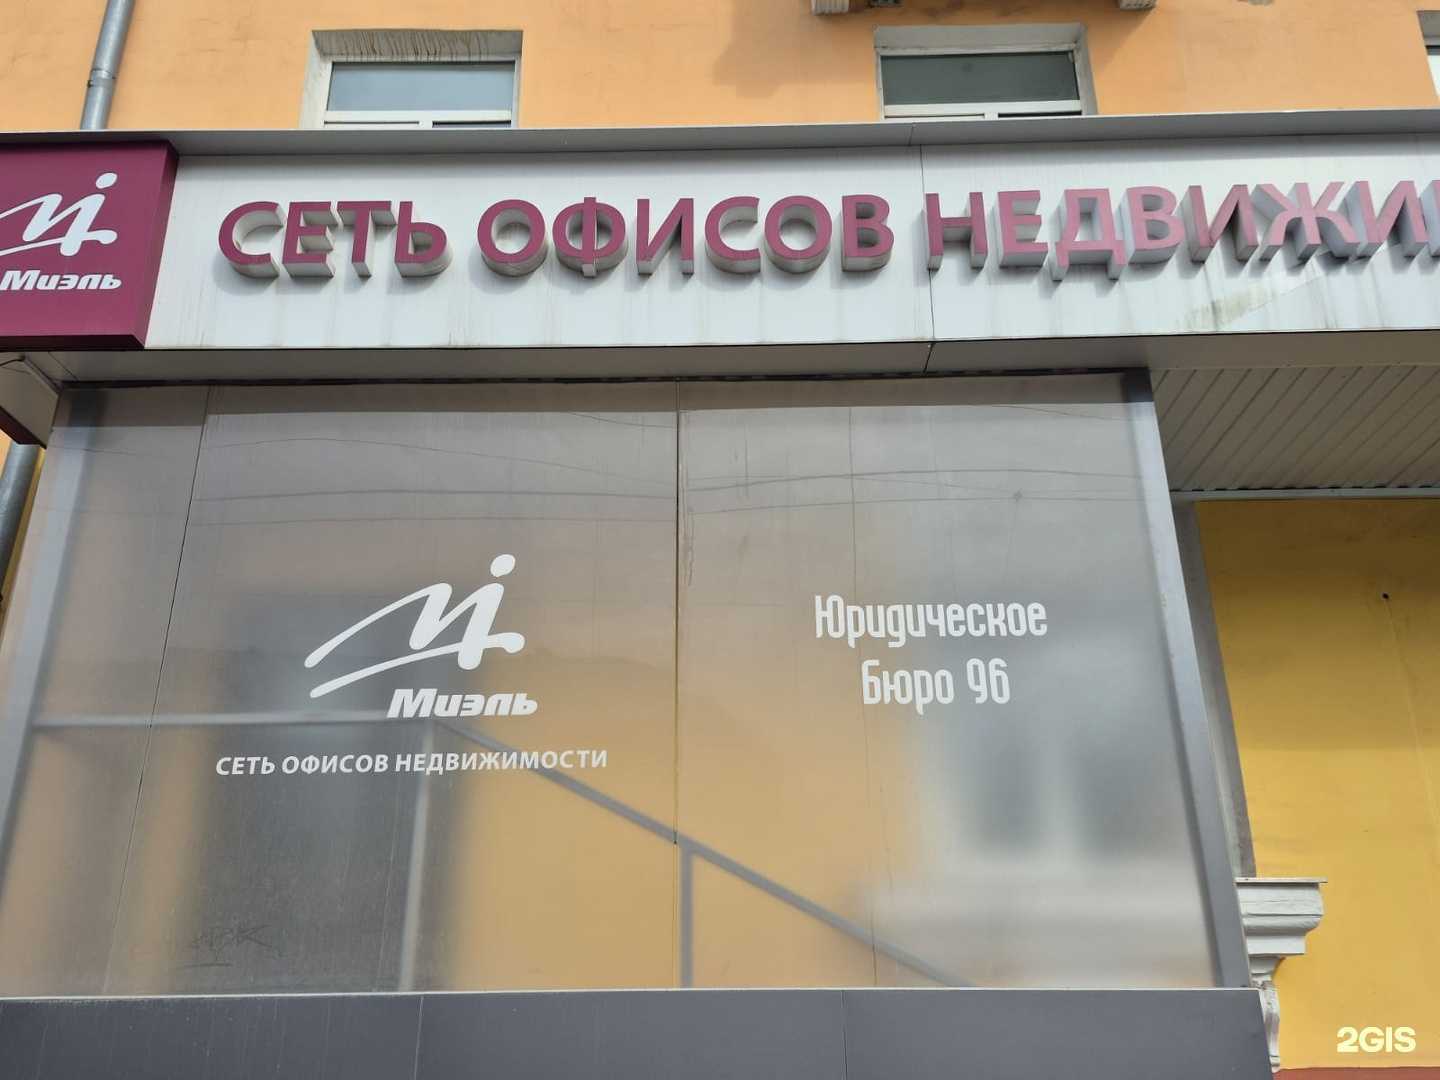 Миэль
СЕТЬ ОФИСОВ НЕДВИЖИ
Миэль
СЕТЬ ОФИСОВ НЕДВИЖИМОСТИ
Юридическое
Бюро 96
2GIS